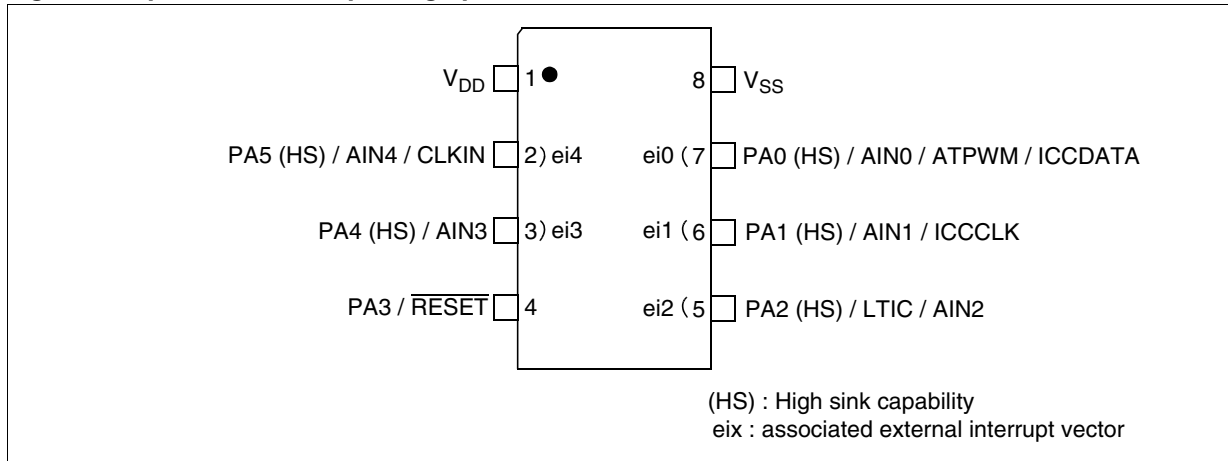 V_DD 1 8 V_SS
PA5 (HS) / AIN4 / CLKIN 2) ei4 ei0 (7 PA0 (HS) / AIN0 / ATPWM / ICCDATA
PA4 (HS) / AIN3 3) ei3 ei1 (6 PA1 (HS) / AIN1 / ICCCLK
PA3 / RESET 4 ei2 (5 PA2 (HS) / LTIC / AIN2
(HS) : High sink capability
eix : associated external interrupt vector